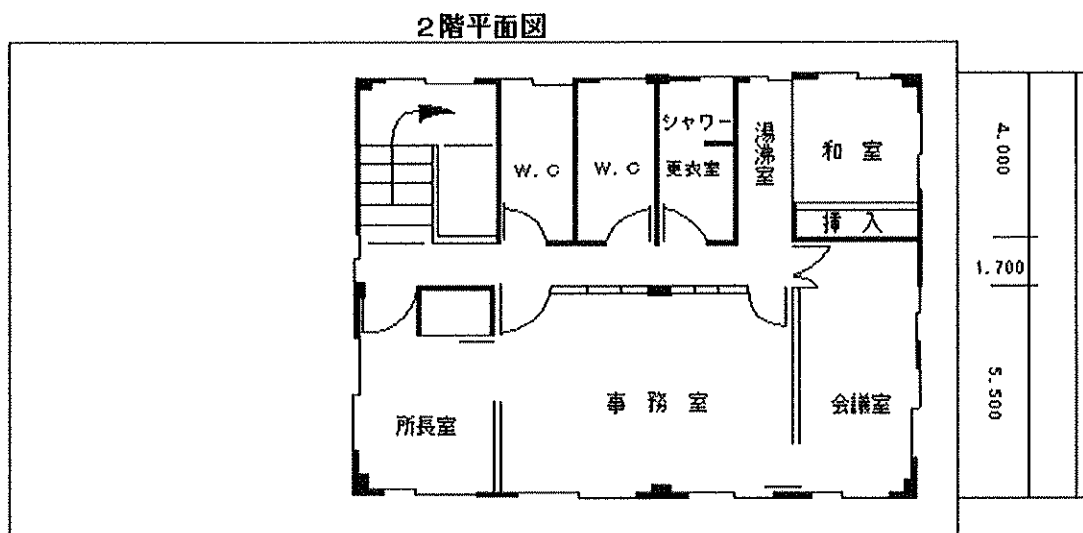 2階平面図
シャワー
W.C
W.C
更衣室
湯沸室
和室
挿入
4.000
1.700
5.500
所長室
事務室
会議室